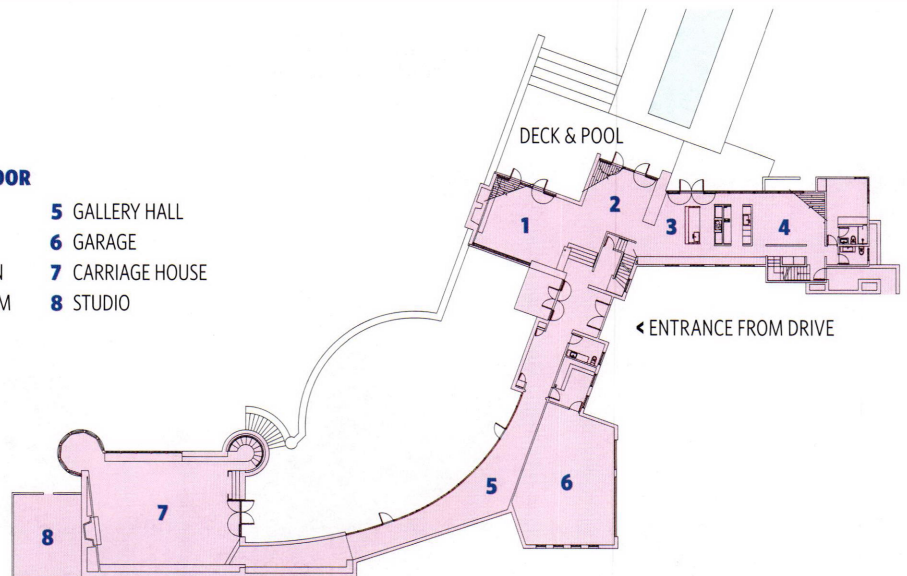 DECK & POOL
OOR
5 GALLERY HALL
6 GARAGE
N
7 CARRIAGE HOUSE
M
8 STUDIO
1
2
3
4
< ENTRANCE FROM DRIVE
5
6
7
8